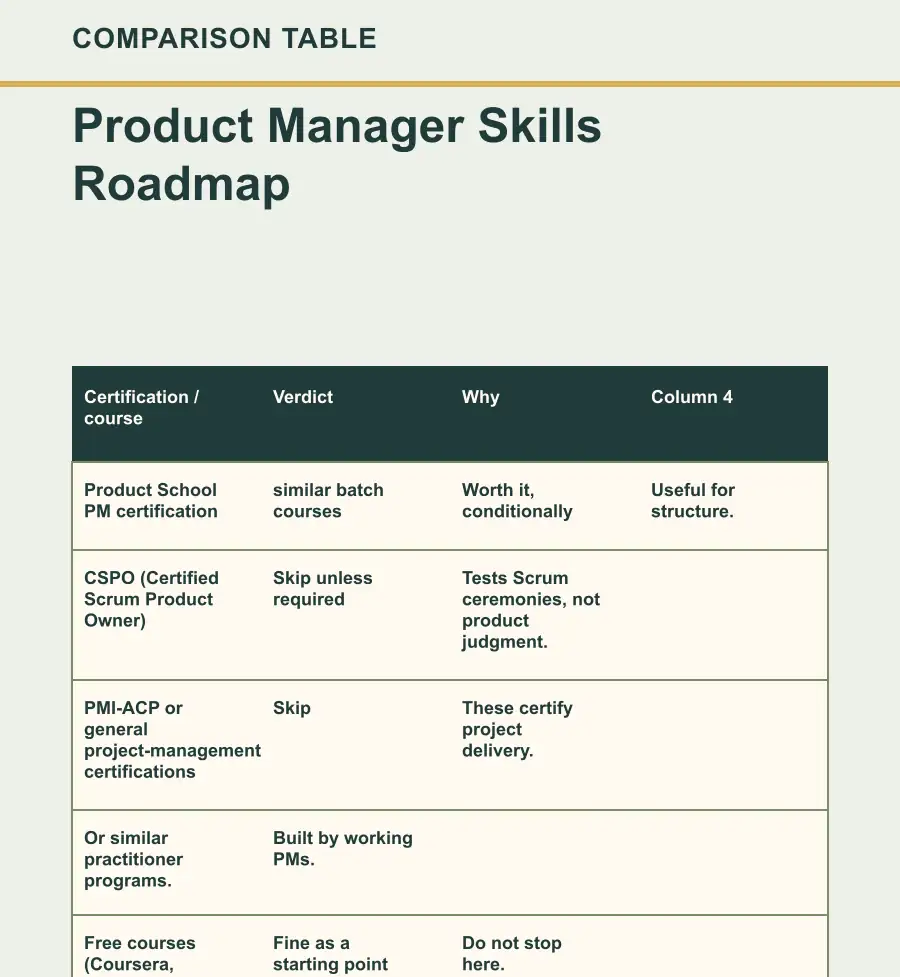 COMPARISON TABLE
Product Manager Skills
Roadmap
Certification /
course
Verdict
Why
Column 4
Product School
PM certification
similar batch
courses
Worth it,
conditionally
Useful for
structure.
CSPO (Certified
Scrum Product
Owner)
Skip unless
required
Tests Scrum
ceremonies, not
product
judgment.
PMI-ACP or
general
project-management
certifications
Skip
These certify
project
delivery.
Or similar
practitioner
programs.
Built by working
PMs.
Free courses
(Coursera,
Fine as a
starting point
Do not stop
here.